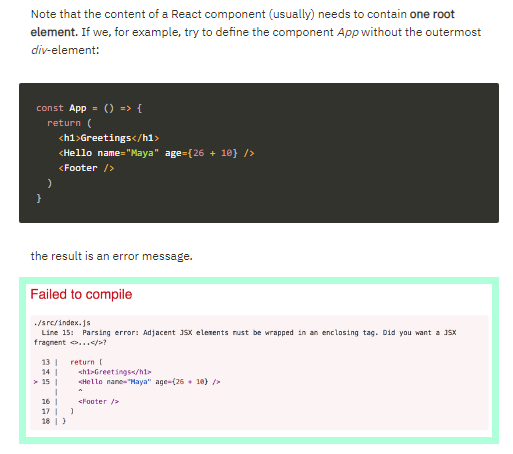 Note that the content of a React component (usually) needs to contain one root
element. If we, for example, try to define the component App without the outermost
div-element:
const App = () => {
  return (
    <h1>Greetings</h1>
    <Hello name="Maya" age={26 + 10} />
    <Footer />
  )
}
the result is an error message.
Failed to compile
./src/index.js
  Line 15:  Parsing error: Adjacent JSX elements must be wrapped in an enclosing tag. Did you want a JSX
fragment <>...</>?
  13 |   return (
  14 |     <h1>Greetings</h1>
> 15 |     <Hello name="Maya" age={26 + 10} />
     |     ^
  16 |     <Footer />
  17 |   )
  18 | }